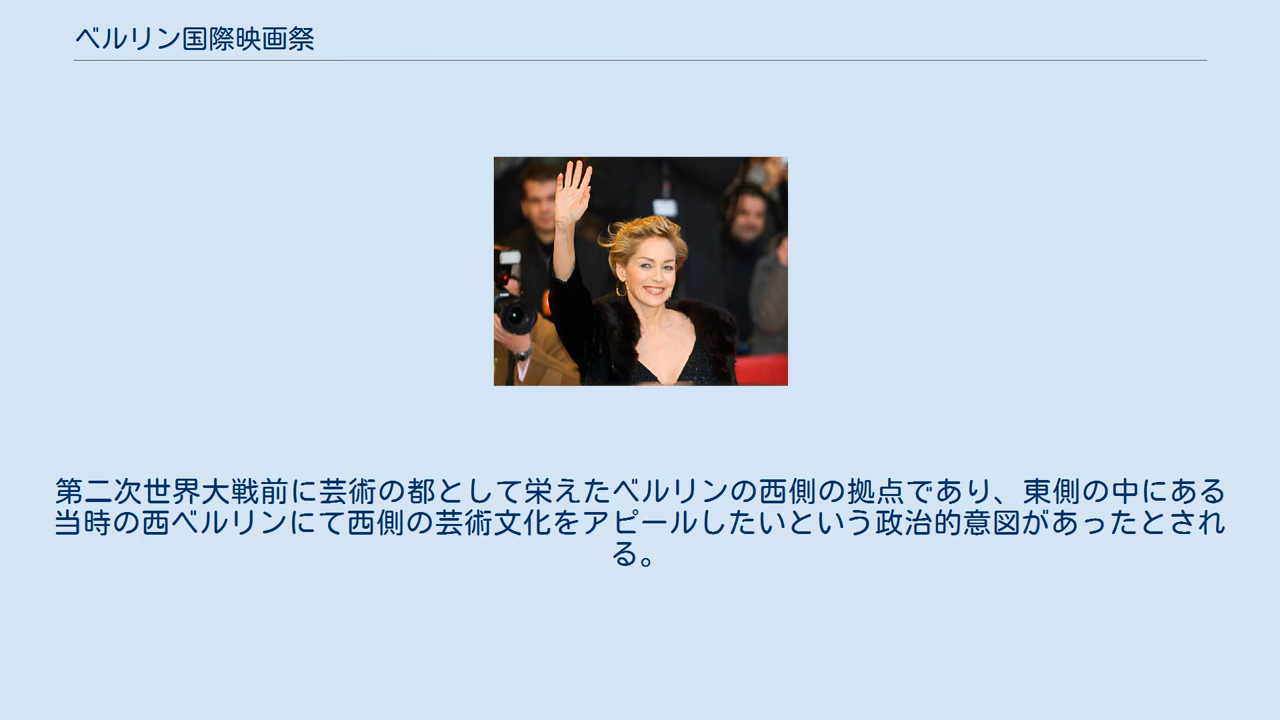 ベルリン国際映画祭
第二次世界大戦前に芸術の都として栄えたベルリンの西側の拠点であり、東側の中にある
当時の西ベルリンにて西側の芸術文化をアピールしたいという政治的意図があったとされ
る。